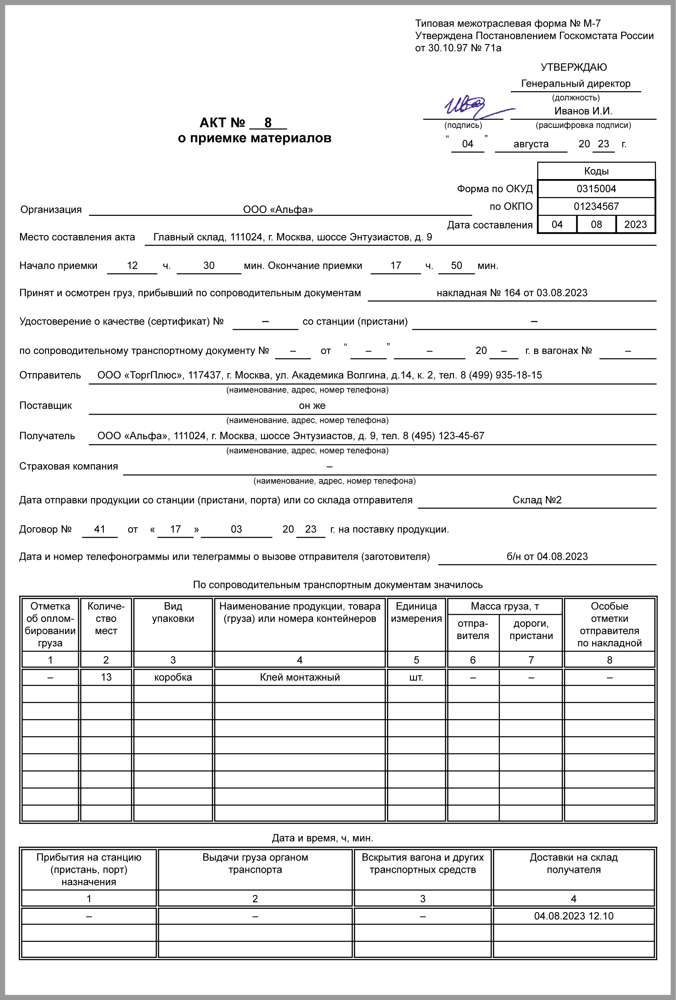 Типовая межотраслевая форма № М-7
Утверждена Постановлением Госкомстата России
от 30.10.97 № 71а
УТВЕРЖДАЮ
Генеральный директор
(должность)
Иванов И.И.
(подпись) (расшифровка подписи)
“ 04 ” августа 20 23 г.
АКТ № 8
о приемке материалов
Коды
Форма по ОКУД 0315004
Организация ООО «Альфа» по ОКПО 01234567
Дата составления 04 08 2023
Место составления акта Главный склад, 111024, г. Москва, шоссе Энтузиастов, д. 9
Начало приемки 12 ч. 30 мин. Окончание приемки 17 ч. 50 мин.
Принят и осмотрен груз, прибывший по сопроводительным документам накладная № 164 от 03.08.2023
Удостоверение о качестве (сертификат) № – со станции (пристани) –
по сопроводительному транспортному документу № – от “ – ” – 20 – г. в вагонах № –
Отправитель ООО «ТоргПлюс», 117437, г. Москва, ул. Академика Волгина, д.14, к. 2, тел. 8 (499) 935-18-15
(наименование, адрес, номер телефона)
Поставщик он же
(наименование, адрес, номер телефона)
Получатель ООО «Альфа», 111024, г. Москва, шоссе Энтузиастов, д. 9, тел. 8 (495) 123-45-67
(наименование, адрес, номер телефона)
Страховая компания –
(наименование, адрес, номер телефона)
Дата отправки продукции со станции (пристани, порта) или со склада отправителя Склад №2
Договор № 41 от « 17 » 03 20 23 г. на поставку продукции.
Дата и номер телефонограммы или телеграммы о вызове отправителя (заготовителя) б/н от 04.08.2023
По сопроводительным транспортным документам значилось
Отметка
об оплом-
бировании
груза
Количе-
ство
мест
Вид
упаковки
Наименование продукции, товара
(груза) или номера контейнеров
Единица
измерения
Масса груза, т
отпра-
вителя
дороги,
пристани
Особые
отметки
отправителя
по накладной
1 2 3 4 5 6 7 8
– 13 коробка Клей монтажный шт. – – –
Дата и время, ч, мин.
Прибытия на станцию
(пристань, порт)
назначения
Выдачи груза органом
транспорта
Вскрытия вагона и других
транспортных средств
Доставки на склад
получателя
1 2 3 4
– – – 04.08.2023 12.10